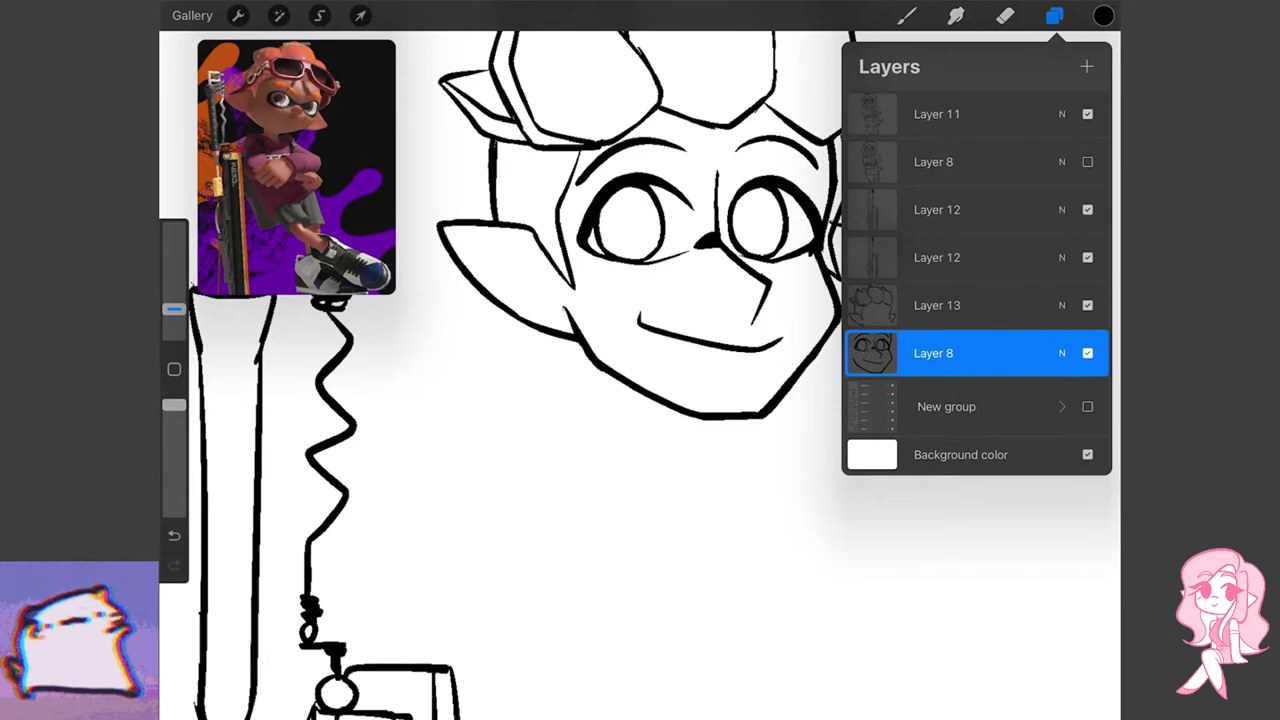 Gallery
Layers
Layer 11 N
Layer 8 N
Layer 12 N
Layer 12 N
Layer 13 N
Layer 8 N
New group
Background color